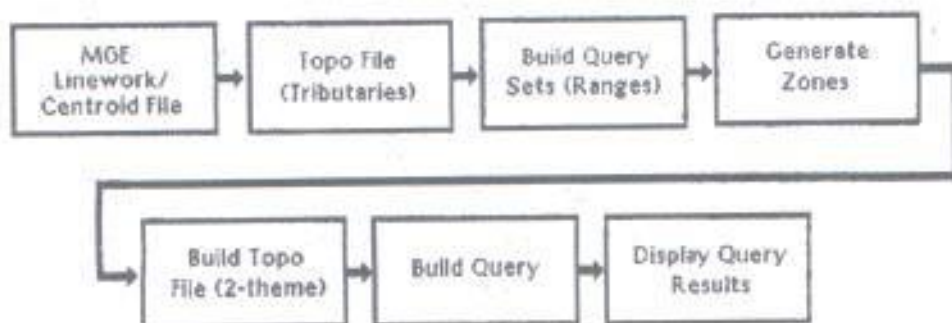 MGE
Linework/
Centroid File
Topo File
(Tributaries)
Build Query
Sets (Ranges)
Generate
Zones
Build Topo
File (2-theme)
Build Query
Display Query
Results